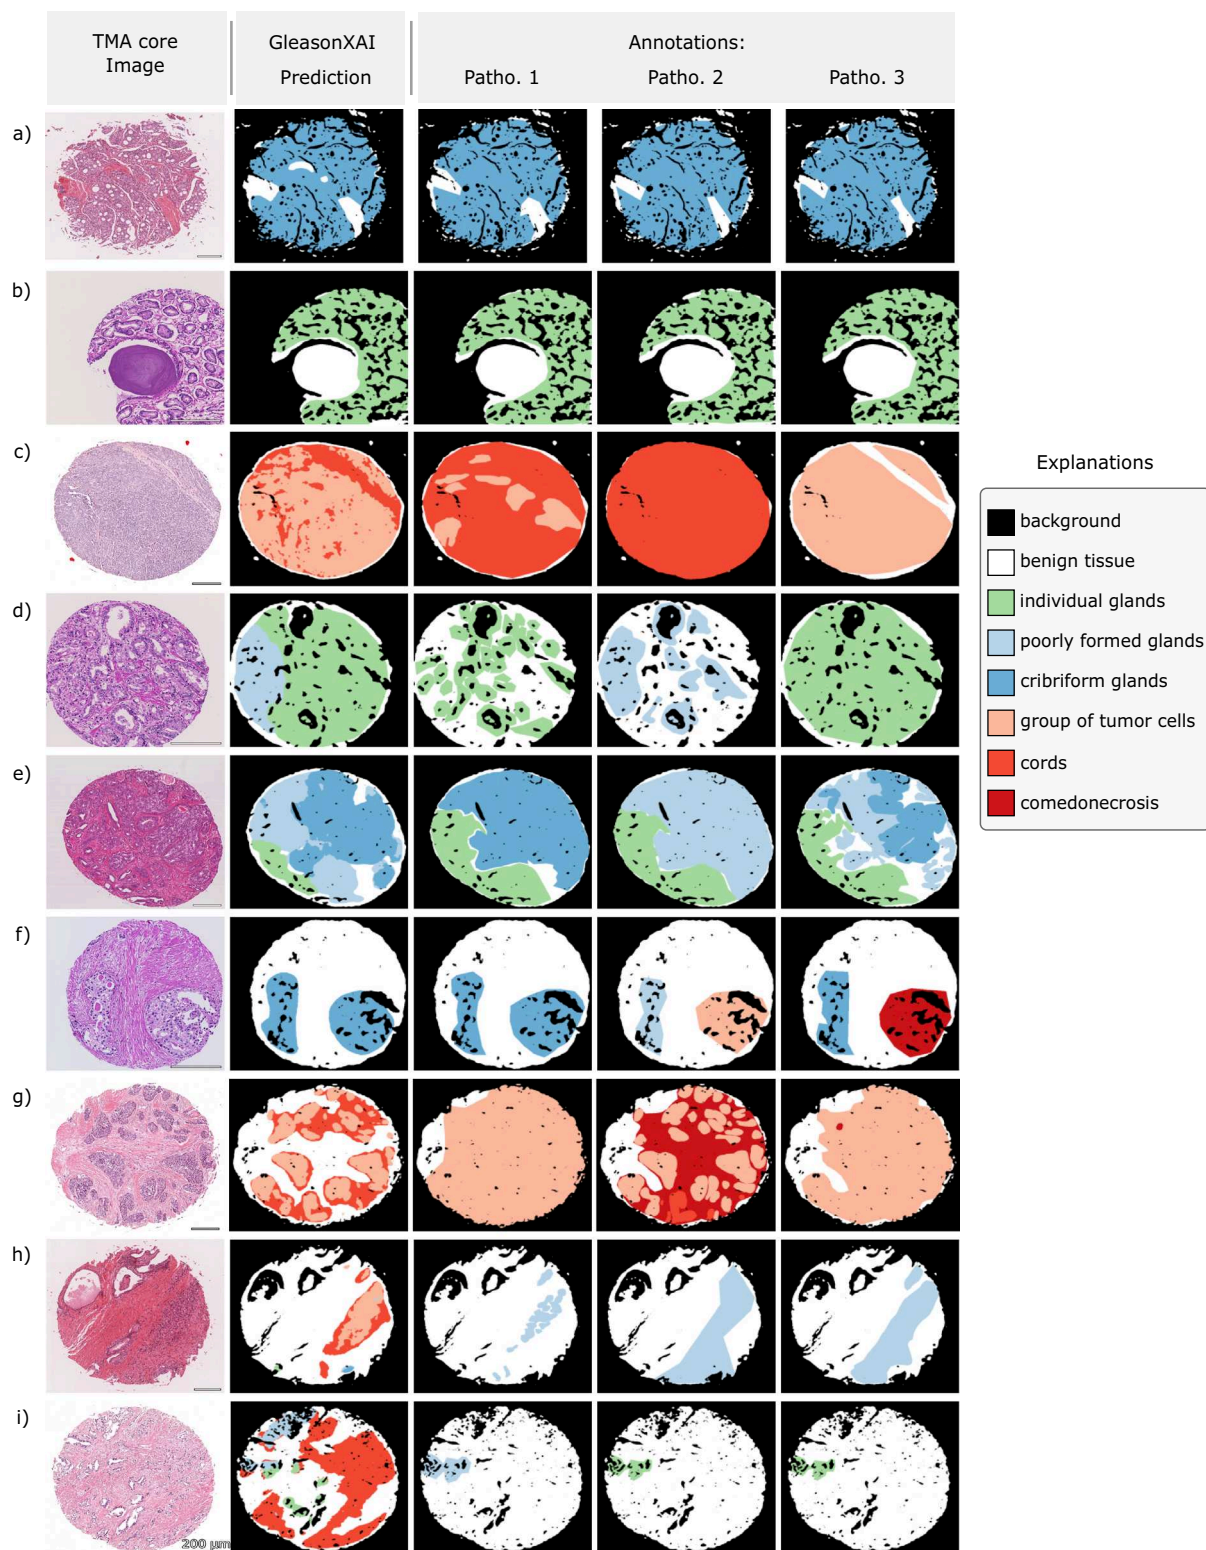 TMA core
Image
GleasonXAI
Prediction
Annotations:
Patho. 1
Patho. 2
Patho. 3
a)
b)
c)
Explanations
background
benign tissue
individual glands
poorly formed glands
cribriform glands
group of tumor cells
cords
comedonecrosis
d)
e)
f)
g)
h)
i)
200 µm